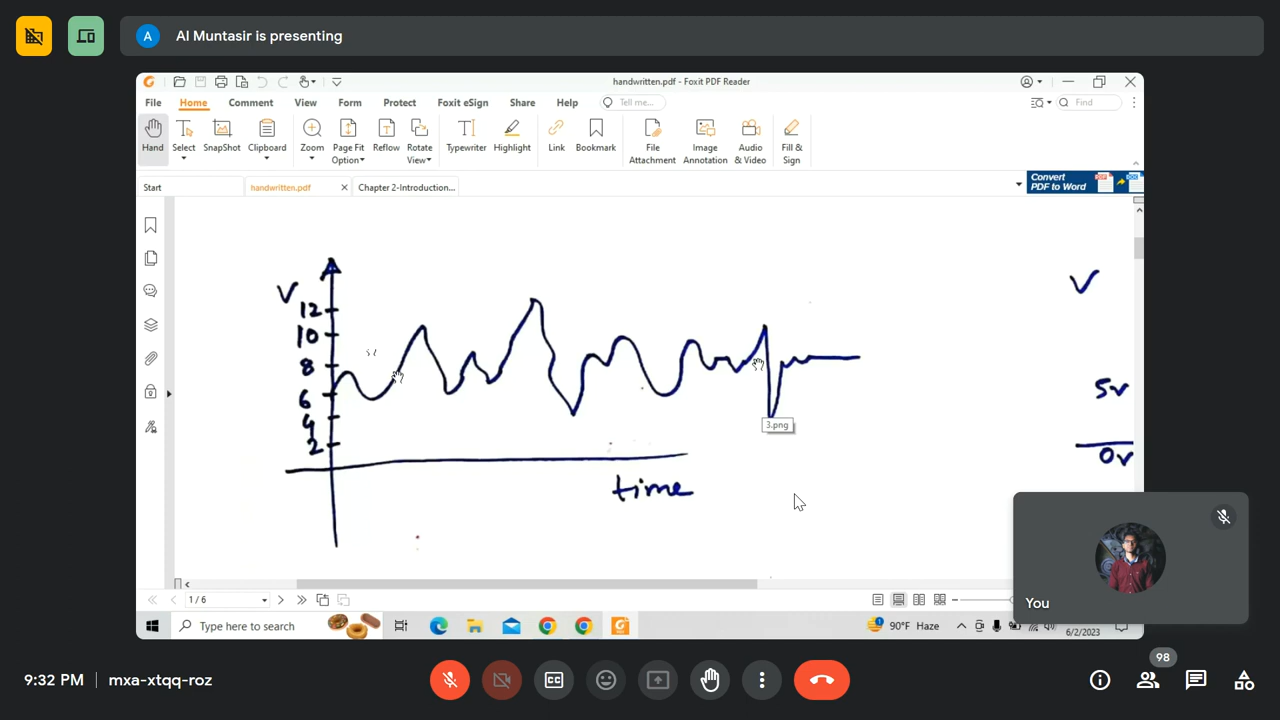 Al Muntasir is presenting
A
handwritten.pdf - Foxit PDF Reader
File Home Comment View Form Protect Foxit eSign Share Help Tell me... Find
Hand Select SnapShot Clipboard Zoom Page Fit Option Reflow Rotate View Typewriter Highlight Link Bookmark File Attachment Image Annotation Audio & Video Fill & Sign
Start handwritten.pdf Chapter 2-Introduction...
Convert
PDF to Word
V
12
10
8
6
4
2
time
3.png
V
5v
0v
1 / 6
Type here to search
90°F Haze
6/2/2023
You
9:32 PM | mxa-xtqq-roz
98